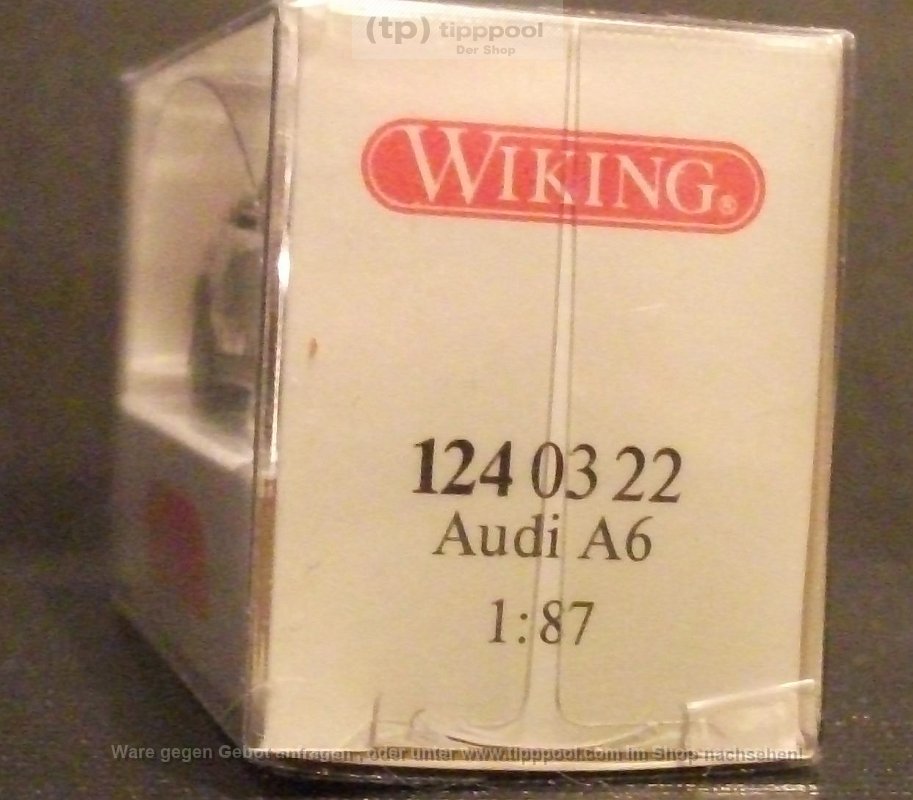 (tp) tipppool
Der Shop
WIKING®
124 03 22
Audi A6
1:87
Ware gegen Gebot anfragen, oder unter www.tipppool.com im Shop nachsehen!